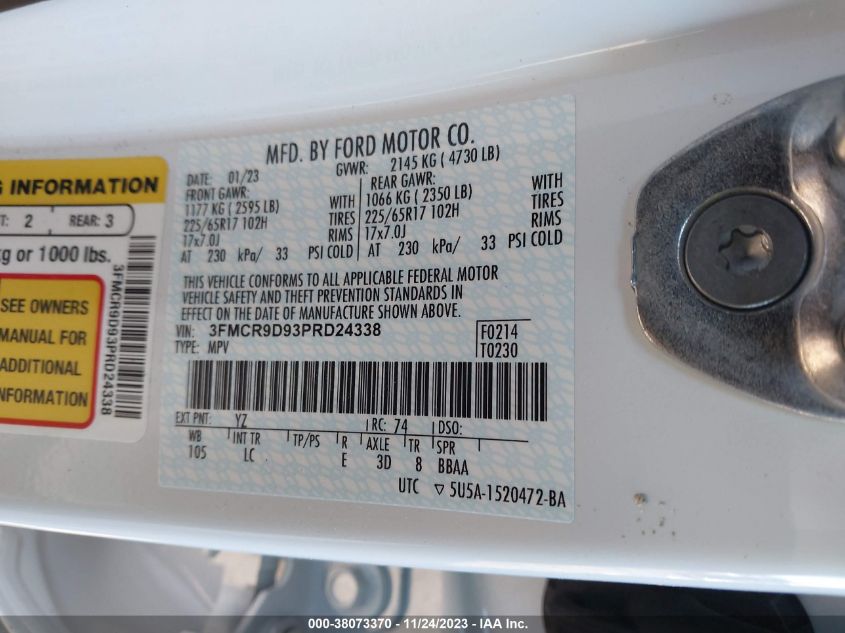 G INFORMATION
T: 2 REAR: 3
kg or 1000 lbs.
SEE OWNERS
MANUAL FOR
ADDITIONAL
INFORMATION
3FMCR9D93PRD24338
MFD. BY FORD MOTOR CO.
DATE: 01/23 GVWR: 2145 KG ( 4730 LB)
FRONT GAWR: REAR GAWR:
1177 KG ( 2595 LB) WITH 1066 KG ( 2350 LB) WITH
225/65R17 102H TIRES 225/65R17 102H TIRES
17x7.0J RIMS 17x7.0J RIMS
AT 230 kPa/ 33 PSI COLD AT 230 kPa/ 33 PSI COLD
THIS VEHICLE CONFORMS TO ALL APPLICABLE FEDERAL MOTOR
VEHICLE SAFETY AND THEFT PREVENTION STANDARDS IN
EFFECT ON THE DATE OF MANUFACTURE SHOWN ABOVE.
VIN: 3FMCR9D93PRD24338 F0214
TYPE: MPV T0230
EXT PNT: YZ RC: 74 DSO:
WB INT TR TP/PS R AXLE TR SPR
105 LC E 3D 8 BBAA
UTC ▽ 5U5A-1520472-BA
000-38073370 • 11/24/2023 • IAA Inc.